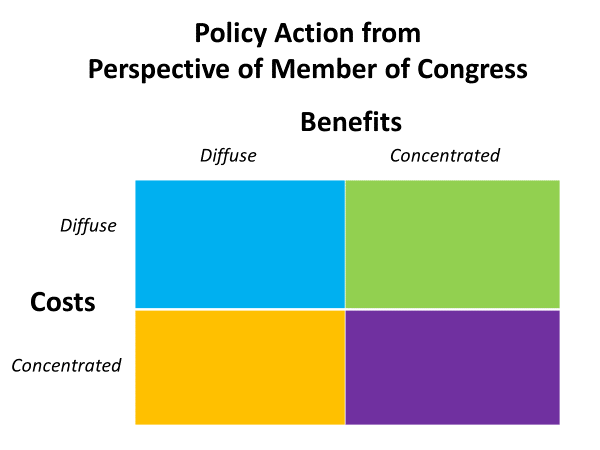 Policy Action from
Perspective of Member of Congress
Benefits
Diffuse
Concentrated
Diffuse
Costs
Concentrated